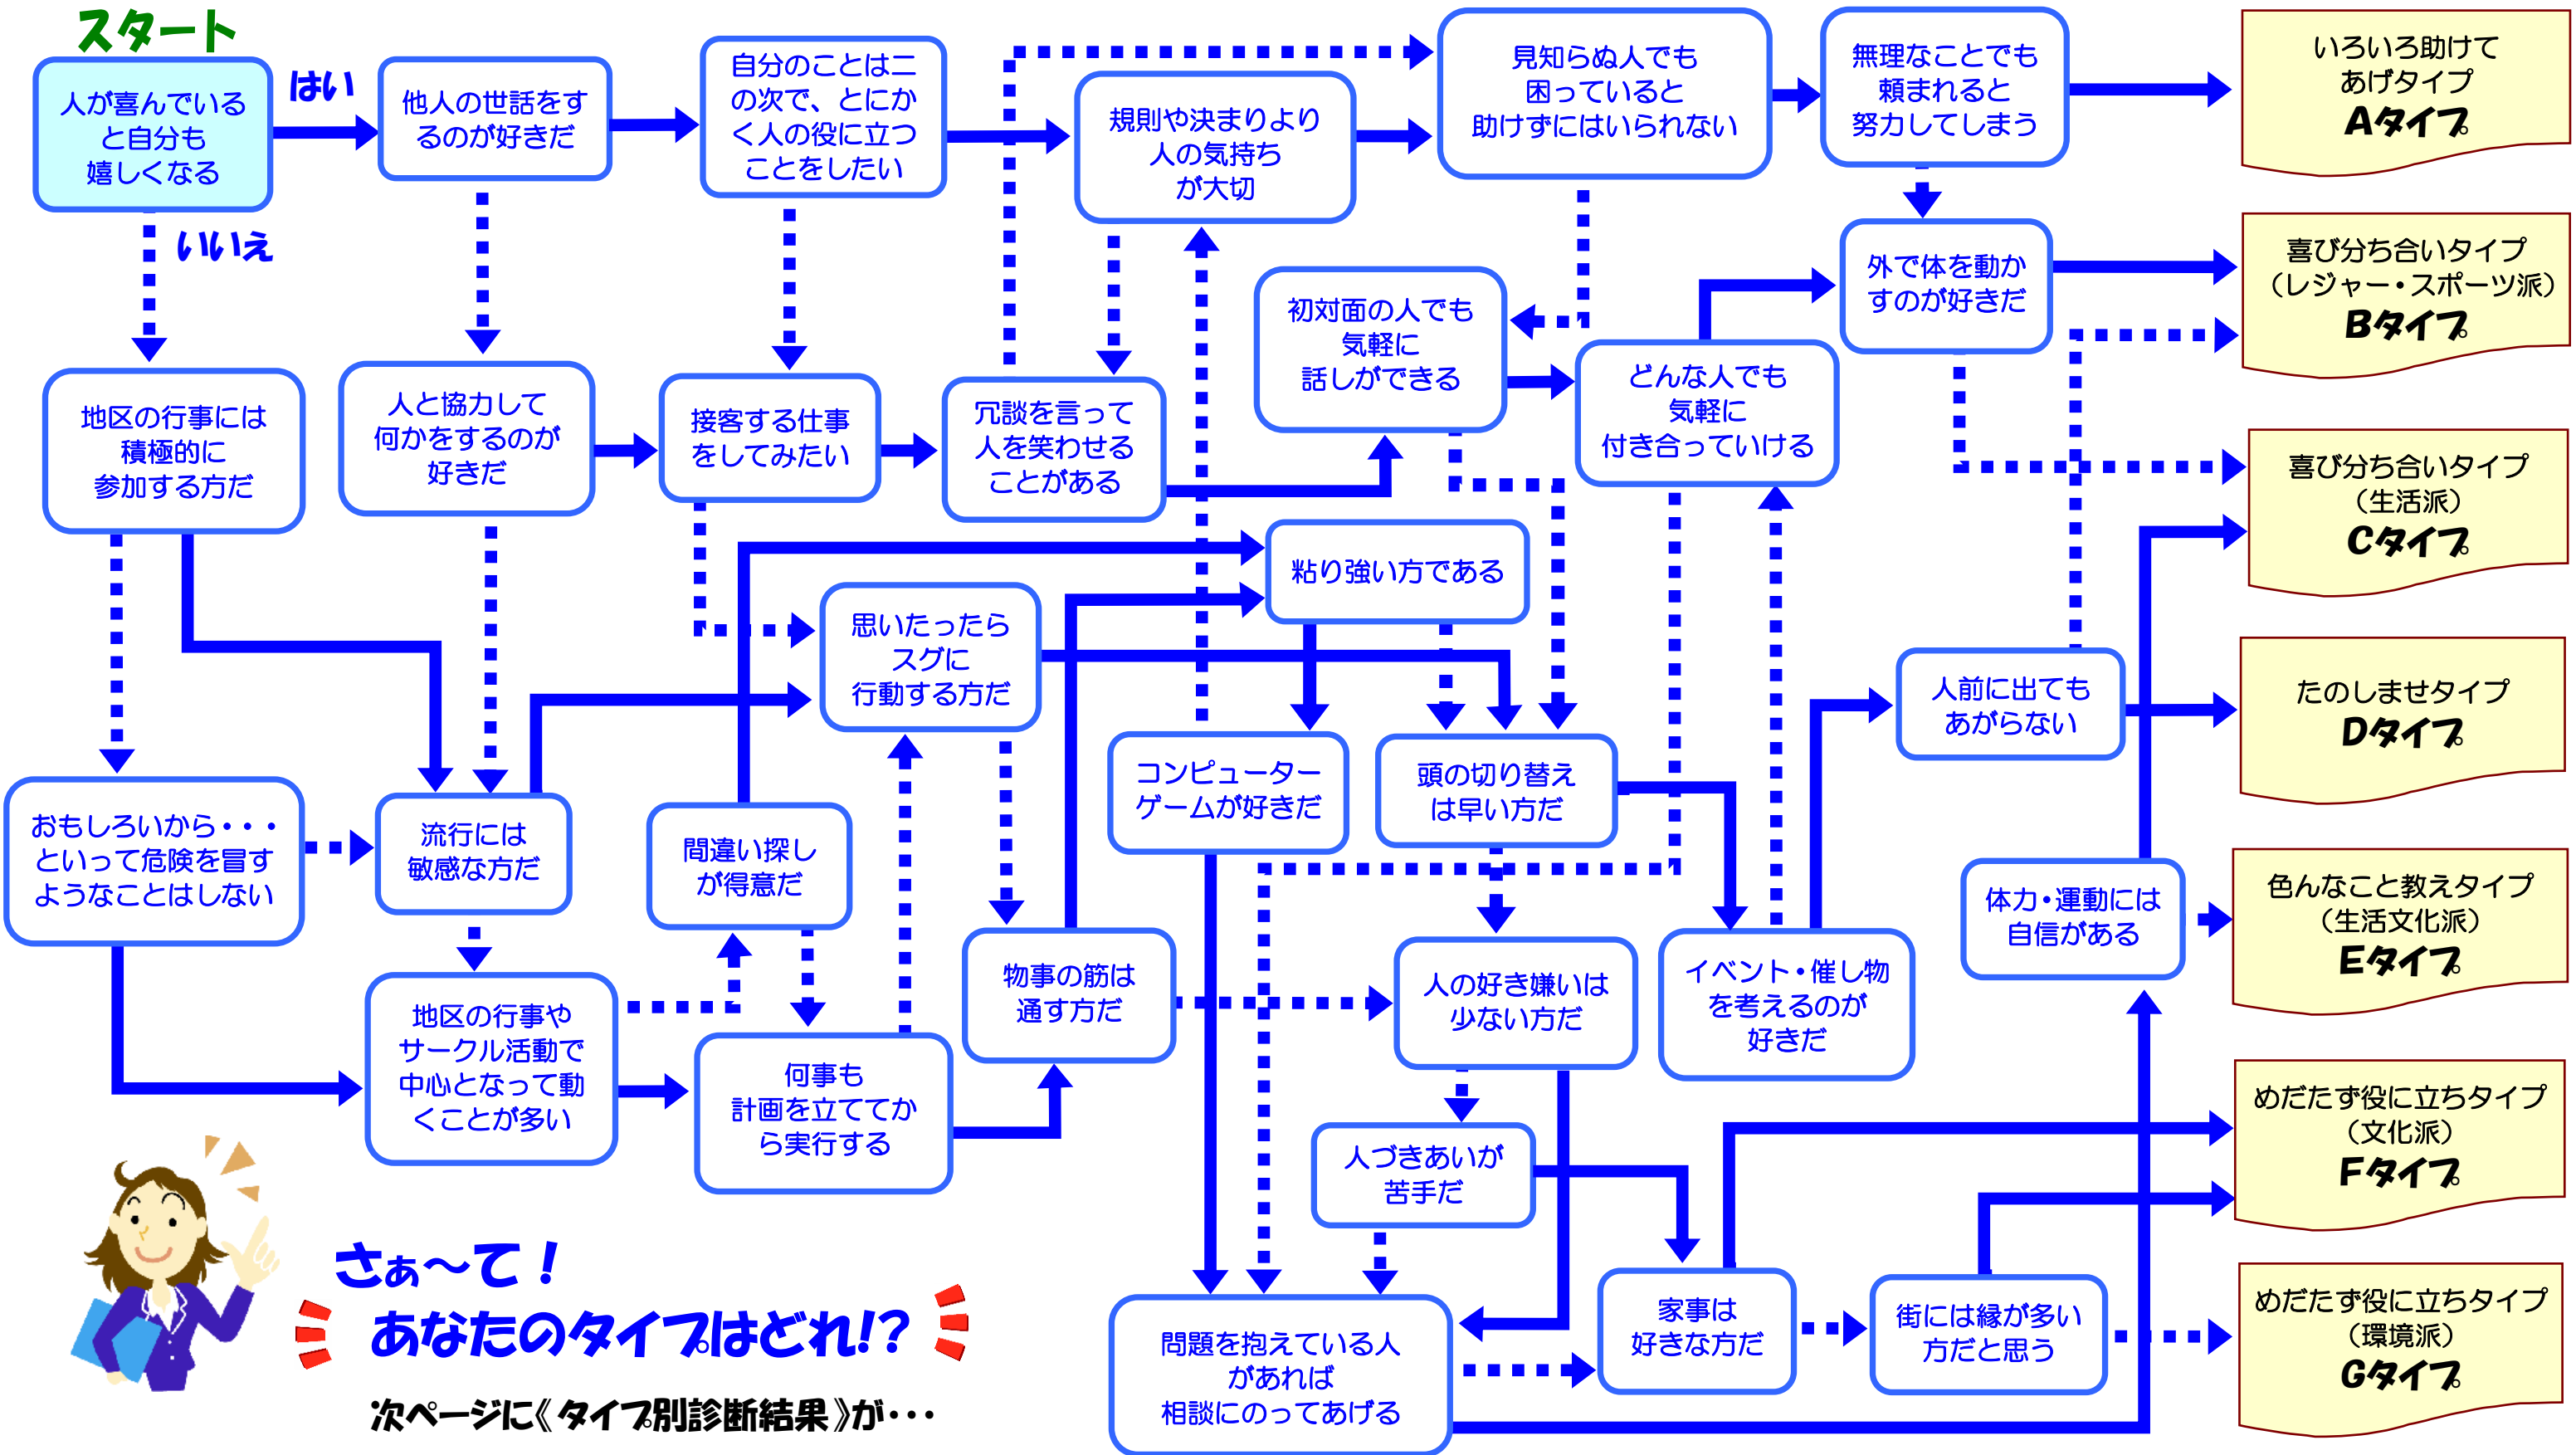 スタート
人が喜んでいる
と自分も
嬉しくなる
はい
いいえ
他人の世話をす
るのが好きだ
自分のことは二
の次で、とにか
く人の役に立つ
ことをしたい
規則や決まりより
人の気持ち
が大切
見知らぬ人でも
困っていると
助けずにはいられない
無理なことでも
頼まれると
努力してしまう
いろいろ助けて
あげタイプ
Aタイプ
外で体を動か
すのが好きだ
喜び分ち合いタイプ
（レジャー・スポーツ派）
Bタイプ
初対面の人でも
気軽に
話しができる
どんな人でも
気軽に
付き合っていける
地区の行事には
積極的に
参加する方だ
人と協力して
何かをするのが
好きだ
接客する仕事
をしてみたい
冗談を言って
人を笑わせる
ことがある
喜び分ち合いタイプ
（生活派）
Cタイプ
粘り強い方である
思いたったら
スグに
行動する方だ
人前に出ても
あがらない
たのしませタイプ
Dタイプ
コンピューター
ゲームが好きだ
頭の切り替え
は早い方だ
おもしろいから・・・
といって危険を冒す
ようなことはしない
流行には
敏感な方だ
間違い探し
が得意だ
体力・運動には
自信がある
色んなこと教えタイプ
（生活文化派）
Eタイプ
物事の筋は
通す方だ
人の好き嫌いは
少ない方だ
イベント・催し物
を考えるのが
好きだ
地区の行事や
サークル活動で
中心となって動
くことが多い
何事も
計画を立ててか
ら実行する
めだたず役に立ちタイプ
（文化派）
Fタイプ
人づきあいが
苦手だ
問題を抱えている人
があれば
相談にのってあげる
家事は
好きな方だ
街には縁が多い
方だと思う
めだたず役に立ちタイプ
（環境派）
Gタイプ
さぁ～て！
あなたのタイプはどれ!?
次ページに《タイプ別診断結果》が・・・